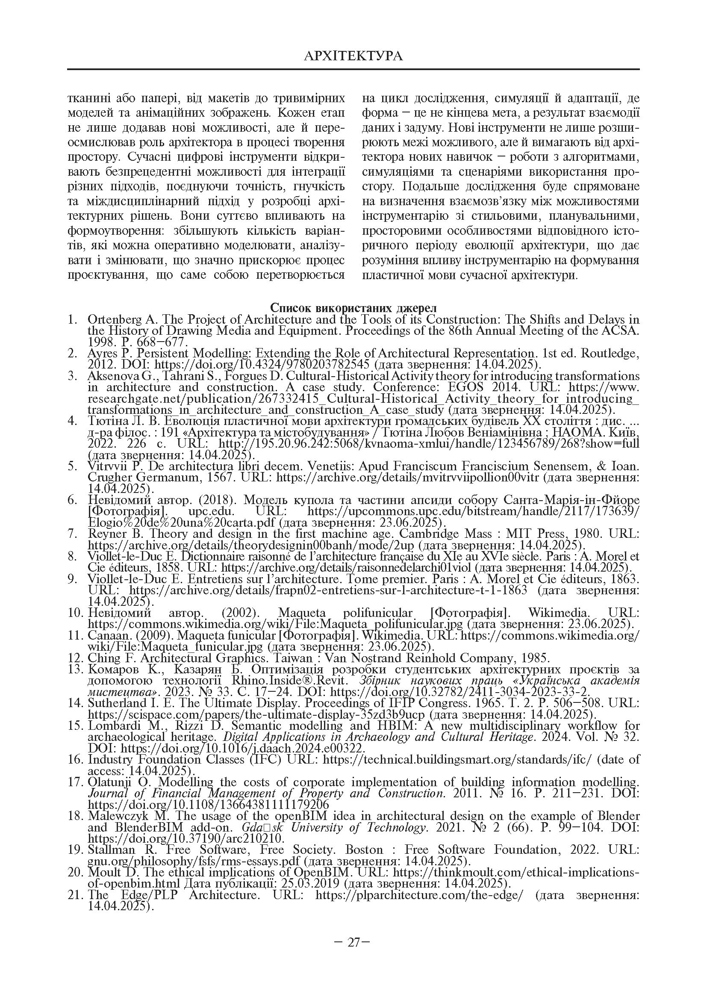 АРХІТЕКТУРА
тканині або папері, від макетів до тривимірних
моделей та анімаційних зображень. Кожен етап
не лише додавав нові можливості, але й пере-
осмислював роль архітектора в процесі творення
простору. Сучасні цифрові інструменти відкри-
вають безпрецедентні можливості для інтеграції
різних підходів, поєднуючи точність, гнучкість
та міждисциплінарний підхід у розробці архі-
тектурних рішень. Вони суттєво впливають на
формоутворення: збільшують кількість варіан-
тів, які можна оперативно моделювати, аналізу-
вати і змінювати, що значно прискорює процес
проєктування, що саме собою перетворюється
на цикл дослідження, симуляції й адаптації, де
форма – це не кінцева мета, а результат взаємодії
даних і задуму. Нові інструменти не лише розши-
рюють межі можливого, але й вимагають від архі-
тектора нових навичок – роботи з алгоритмами,
симуляціями та сценаріями використання про-
стору. Подальше дослідження буде спрямоване
на визначення взаємозв’язку між можливостями
інструментарію зі стильовими, планувальними,
просторовими особливостями відповідного істо-
ричного періоду еволюції архітектури, що дає
розуміння впливу інструментарію на формування
пластичної мови сучасної архітектури.
Список використаних джерел
1. Ortenberg A. The Project of Architecture and the Tools of its Construction: The Shifts and Delays in
the History of Drawing Media and Equipment. Proceedings of the 86th Annual Meeting of the ACSA.
1998. P. 668–677.
2. Ayres P. Persistent Modelling: Extending the Role of Architectural Representation. 1st ed. Routledge,
2012. DOI: https://doi.org/10.4324/9780203782545 (дата звернення: 14.04.2025).
3. Aksenova G., Tahrani S., Forgues D. Cultural-Historical Activity theory for introducing transformations
in architecture and construction. A case study. Conference: EGOS 2014. URL: https://www.
researchgate.net/publication/267332415_Cultural-Historical_Activity_theory_for_introducing_
transformations_in_architecture_and_construction_A_case_study (дата звернення: 14.04.2025).
4. Тютіна Л. В. Еволюція пластичної мови архітектури громадських будівель ХХ століття : дис. ...
д-ра філос. : 191 «Архітектура та містобудування» / Тютіна Любов Веніамінівна ; НАОМА. Київ,
2022. 226 с. URL: http://195.20.96.242:5068/kvnaoma-xmlui/handle/123456789/268?show=full
(дата звернення: 14.04.2025).
5. Vitrvvii P. De architectura libri decem. Venetiis: Apud Franciscum Franciscium Senensem, & Ioan.
Crugher Germanum, 1567. URL: https://archive.org/details/mvitrvviipollion00vitr (дата звернення:
14.04.2025).
6. Невідомий автор. (2018). Модель купола та частини апсиди собору Санта-Марія-ін-Фйоре
[Фотографія]. upc.edu. URL: https://upcommons.upc.edu/bitstream/handle/2117/173639/
Elogio%20de%20una%20carta.pdf (дата звернення: 23.06.2025).
7. Reyner B. Theory and design in the first machine age. Cambridge Mass : MIT Press, 1980. URL:
https://archive.org/details/theorydesignin00banh/mode/2up (дата звернення: 14.04.2025).
8. Viollet-le-Duc E. Dictionnaire raisonné de l’architecture française du XIe au XVIe siècle. Paris : A. Morel et
Cie éditeurs, 1858. URL: https://archive.org/details/raisonnedelarchi01viol (дата звернення: 14.04.2025).
9. Viollet-le-Duc E. Entretiens sur l’architecture. Tome premier. Paris : A. Morel et Cie éditeurs, 1863.
URL: https://archive.org/details/frapn02-entretiens-sur-l-architecture-t-1-1863 (дата звернення:
14.04.2025).
10. Невідомий автор. (2002). Maqueta polifunicular [Фотографія]. Wikimedia. URL:
https://commons.wikimedia.org/wiki/File:Maqueta_polifunicular.jpg (дата звернення: 23.06.2025).
11. Canaan. (2009). Maqueta funicular [Фотографія]. Wikimedia. URL: https://commons.wikimedia.org/
wiki/File:Maqueta_funicular.jpg (дата звернення: 23.06.2025).
12. Ching F. Architectural Graphics. Taiwan : Van Nostrand Reinhold Company, 1985.
13. Комаров К., Казарян Б. Оптимізація розробки студентських архітектурних проєктів за
допомогою технології Rhino.Inside®.Revit. Збірник наукових праць «Українська академія
мистецтва». 2023. № 33. С. 17–24. DOI: https://doi.org/10.32782/2411-3034-2023-33-2.
14. Sutherland I. E. The Ultimate Display. Proceedings of IFIP Congress. 1965. T. 2. P. 506–508. URL:
https://scispace.com/papers/the-ultimate-display-35zd3b9ucp (дата звернення: 14.04.2025).
15. Lombardi M., Rizzi D. Semantic modelling and HBIM: A new multidisciplinary workflow for
archaeological heritage. Digital Applications in Archaeology and Cultural Heritage. 2024. Vol. № 32.
DOI: https://doi.org/10.1016/j.daach.2024.e00322.
16. Industry Foundation Classes (IFC) URL: https://technical.buildingsmart.org/standards/ifc/ (date of
access: 14.04.2025).
17. Olatunji O. Modelling the costs of corporate implementation of building information modelling.
Journal of Financial Management of Property and Construction. 2011. № 16. P. 211–231. DOI:
https://doi.org/10.1108/13664381111179206
18. Malewczyk M. The usage of the openBIM idea in architectural design on the example of Blender
and BlenderBIM add-on. Gda□sk University of Technology. 2021. № 2 (66). P. 99–104. DOI:
https://doi.org/10.37190/arc210210.
19. Stallman R. Free Software, Free Society. Boston : Free Software Foundation, 2022. URL:
gnu.org/philosophy/fsfs/rms-essays.pdf (дата звернення: 14.04.2025).
20. Moult D. The ethical implications of OpenBIM. URL: https://thinkmoult.com/ethical-implications-
of-openbim.html Дата публікації: 25.03.2019 (дата звернення: 14.04.2025).
21. The Edge/PLP Architecture. URL: https://plparchitecture.com/the-edge/ (дата звернення:
14.04.2025).
– 27–